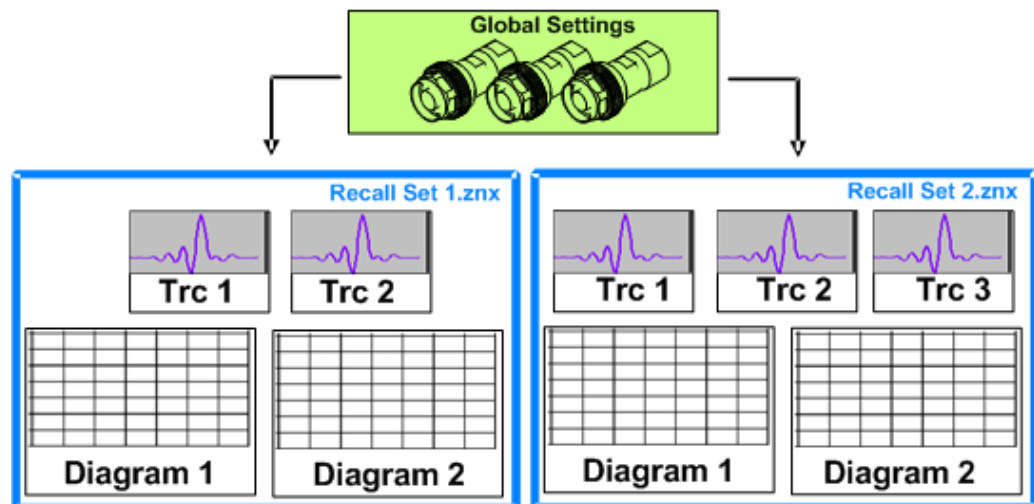 Global Settings
Recall Set 1.znx
Trc 1
Trc 2
Diagram 1
Diagram 2
Recall Set 2.znx
Trc 1
Trc 2
Trc 3
Diagram 1
Diagram 2